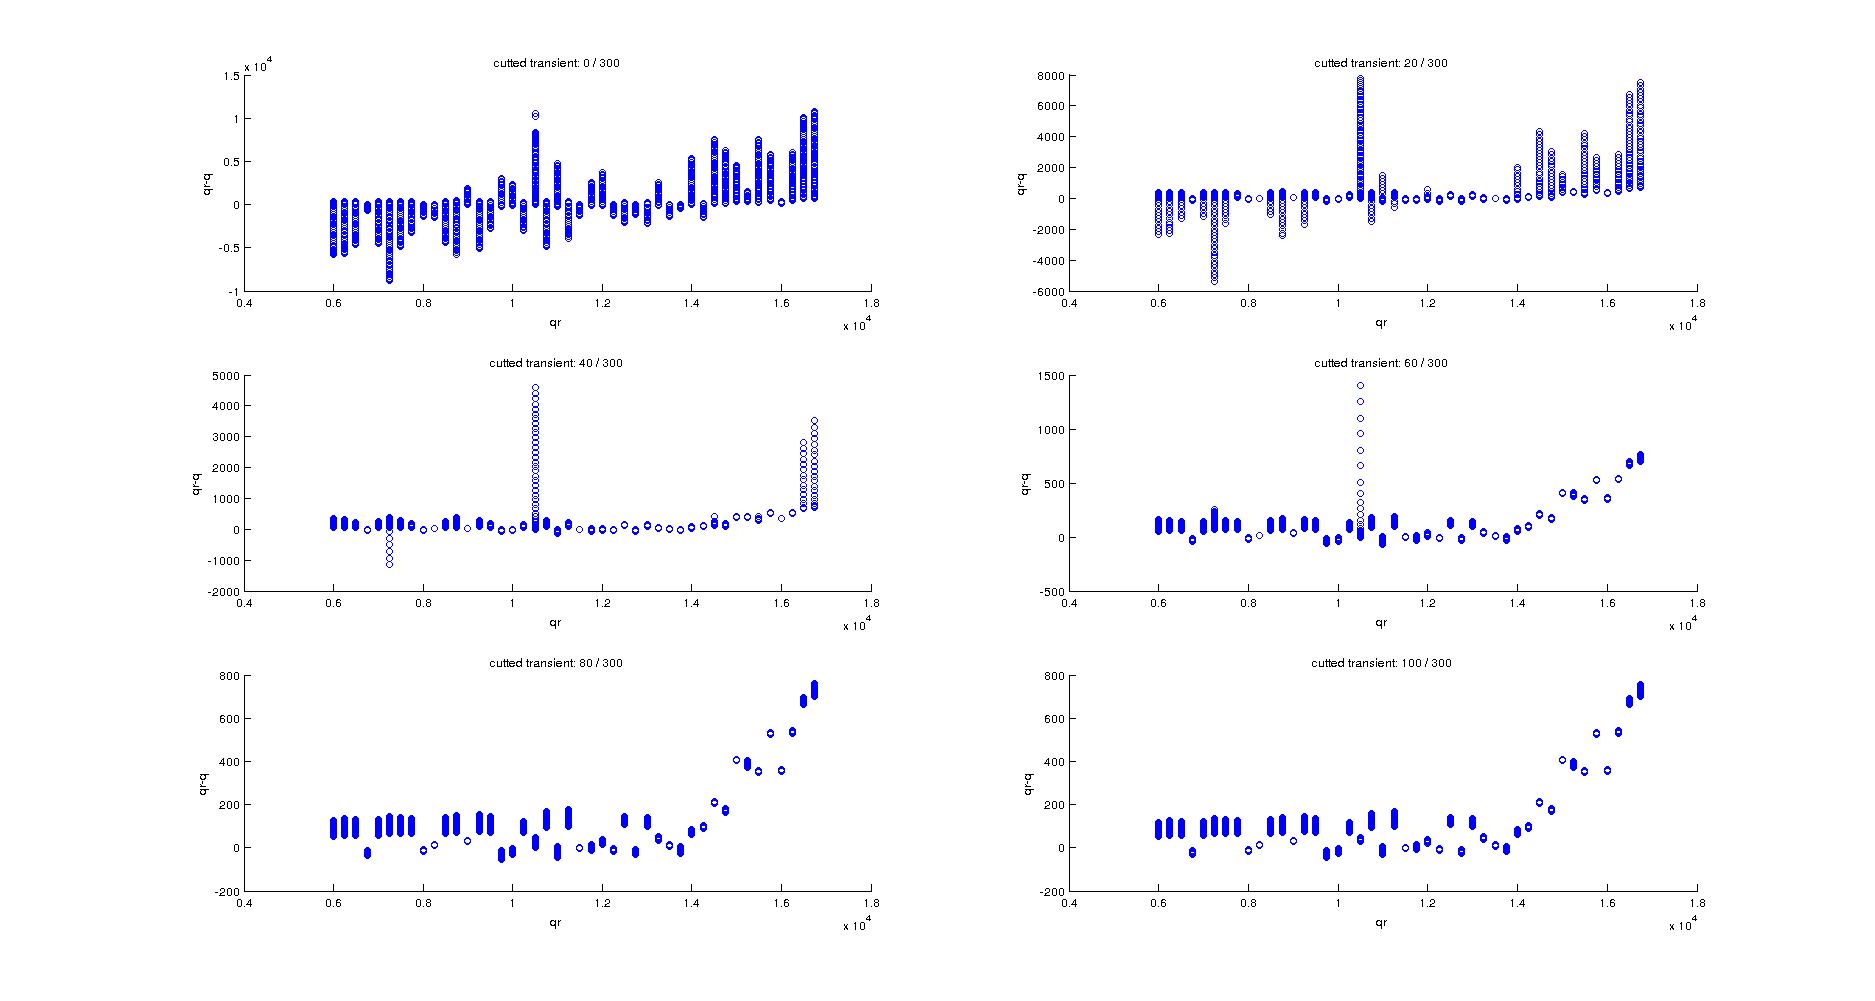 cutted transient: 0 / 300
x 10^4
1.5
1
0.5
0
-0.5
-1
qr-q
0.4 0.6 0.8 1 1.2 1.4 1.6 1.8
qr
x 10^4
cutted transient: 20 / 300
8000
6000
4000
2000
0
-2000
-4000
-6000
qr-q
0.4 0.6 0.8 1 1.2 1.4 1.6 1.8
qr
x 10^4
cutted transient: 40 / 300
5000
4000
3000
2000
1000
0
-1000
-2000
qr-q
0.4 0.6 0.8 1 1.2 1.4 1.6 1.8
qr
x 10^4
cutted transient: 60 / 300
1500
1000
500
0
-500
qr-q
0.4 0.6 0.8 1 1.2 1.4 1.6 1.8
qr
x 10^4
cutted transient: 80 / 300
800
600
400
200
0
-200
qr-q
0.4 0.6 0.8 1 1.2 1.4 1.6 1.8
qr
x 10^4
cutted transient: 100 / 300
800
600
400
200
0
-200
qr-q
0.4 0.6 0.8 1 1.2 1.4 1.6 1.8
qr
x 10^4